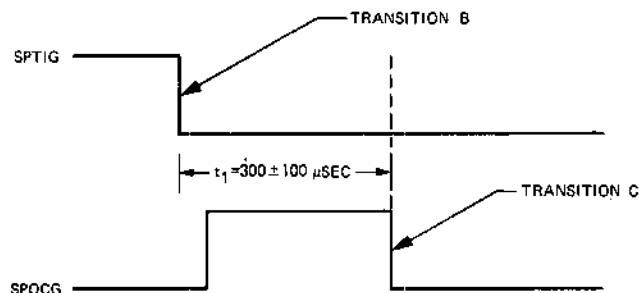 TRANSITION B
SPTIG
t₁=300 ± 100 μSEC
TRANSITION C
SPOCG